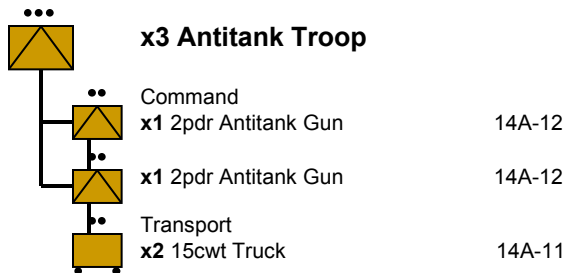 x3 Antitank Troop
Command
x1 2pdr Antitank Gun 14A-12
x1 2pdr Antitank Gun 14A-12
Transport
x2 15cwt Truck 14A-11